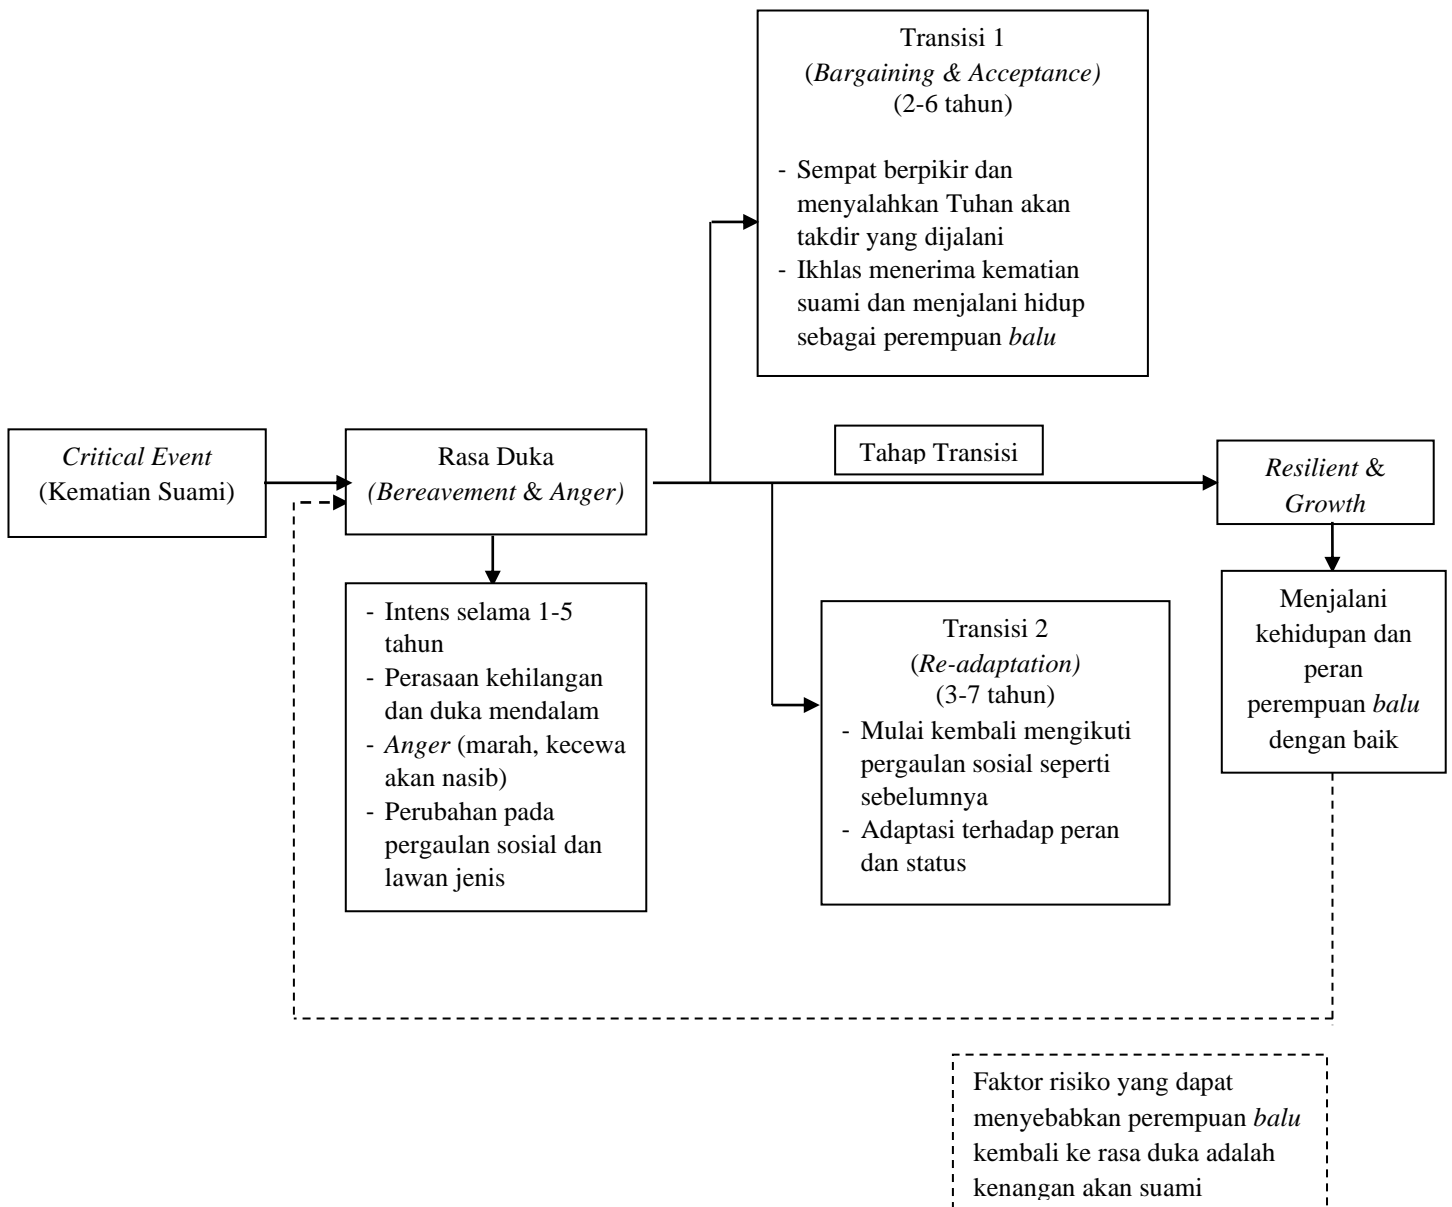 Transisi 1
(Bargaining & Acceptance)
(2-6 tahun)
- Sempat berpikir dan
menyalahkan Tuhan akan
takdir yang dijalani
- Ikhlas menerima kematian
suami dan menjalani hidup
sebagai perempuan balu
Critical Event
(Kematian Suami)
Rasa Duka
(Bereavement & Anger)
Tahap Transisi
Resilient &
Growth
- Intens selama 1-5
tahun
- Perasaan kehilangan
dan duka mendalam
- Anger (marah, kecewa
akan nasib)
- Perubahan pada
pergaulan sosial dan
lawan jenis
Transisi 2
(Re-adaptation)
(3-7 tahun)
- Mulai kembali mengikuti
pergaulan sosial seperti
sebelumnya
- Adaptasi terhadap peran
dan status
Menjalani
kehidupan dan
peran
perempuan balu
dengan baik
Faktor risiko yang dapat
menyebabkan perempuan balu
kembali ke rasa duka adalah
kenangan akan suami